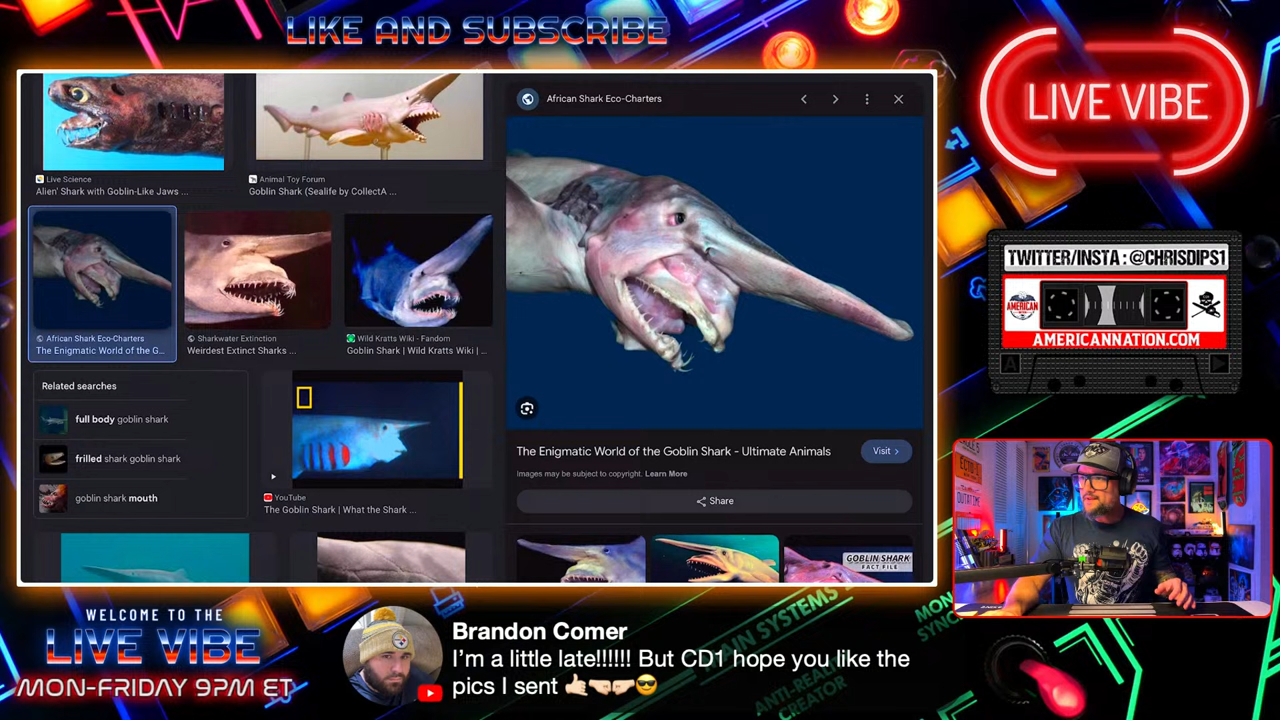 LIKE AND SUBSCRIBE
LIVE VIBE
Live Science
Alien' Shark with Goblin-Like Jaws ...
Animal Toy Forum
Goblin Shark (Sealife by CollectA ...
African Shark Eco-Charters
The Enigmatic World of the G...
Sharkwater Extinction
Weirdest Extinct Sharks ...
Wild Kratts Wiki - Fandom
Goblin Shark | Wild Kratts Wiki | ...
Related searches
full body goblin shark
frilled shark goblin shark
goblin shark mouth
YouTube
The Goblin Shark | What the Shark ...
African Shark Eco-Charters
The Enigmatic World of the Goblin Shark - Ultimate Animals
Visit
Images may be subject to copyright. Learn More
Share
GOBLIN SHARK
FACT FILE
TWITTER/INSTA : @CHRISDIPS1
A
AMERICANNATION.COM
WELCOME TO THE
LIVE VIBE
MON-FRIDAY 9PM ET
Brandon Comer
I'm a little late!!!!!! But CD1 hope you like the
pics I sent 🤙🤜🤛😎